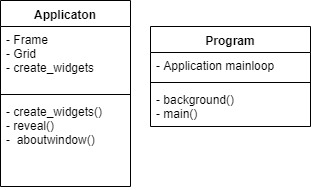 Applicaton
- Frame
- Grid
- create_widgets
- create_widgets()
- reveal()
- aboutwindow()
Program
- Application mainloop
- background()
- main()